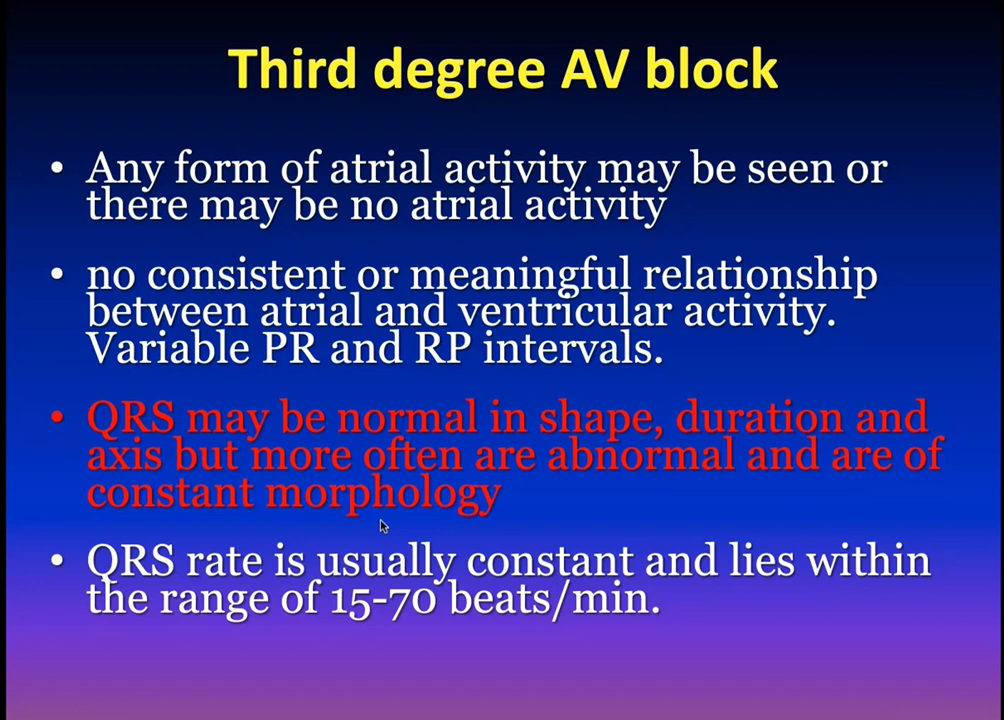 Third degree AV block
• Any form of atrial activity may be seen or
there may be no atrial activity
• no consistent or meaningful relationship
between atrial and ventricular activity.
Variable PR and RP intervals.
• QRS may be normal in shape, duration and
axis but more often are abnormal and are of
constant morphology
• QRS rate is usually constant and lies within
the range of 15-70 beats/min.